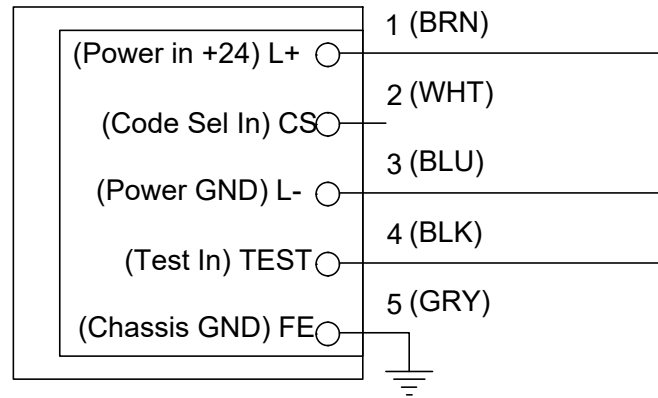 1 (BRN)
(Power in +24) L+
2 (WHT)
(Code Sel In) CS
3 (BLU)
(Power GND) L-
4 (BLK)
(Test In) TEST
5 (GRY)
(Chassis GND) FE